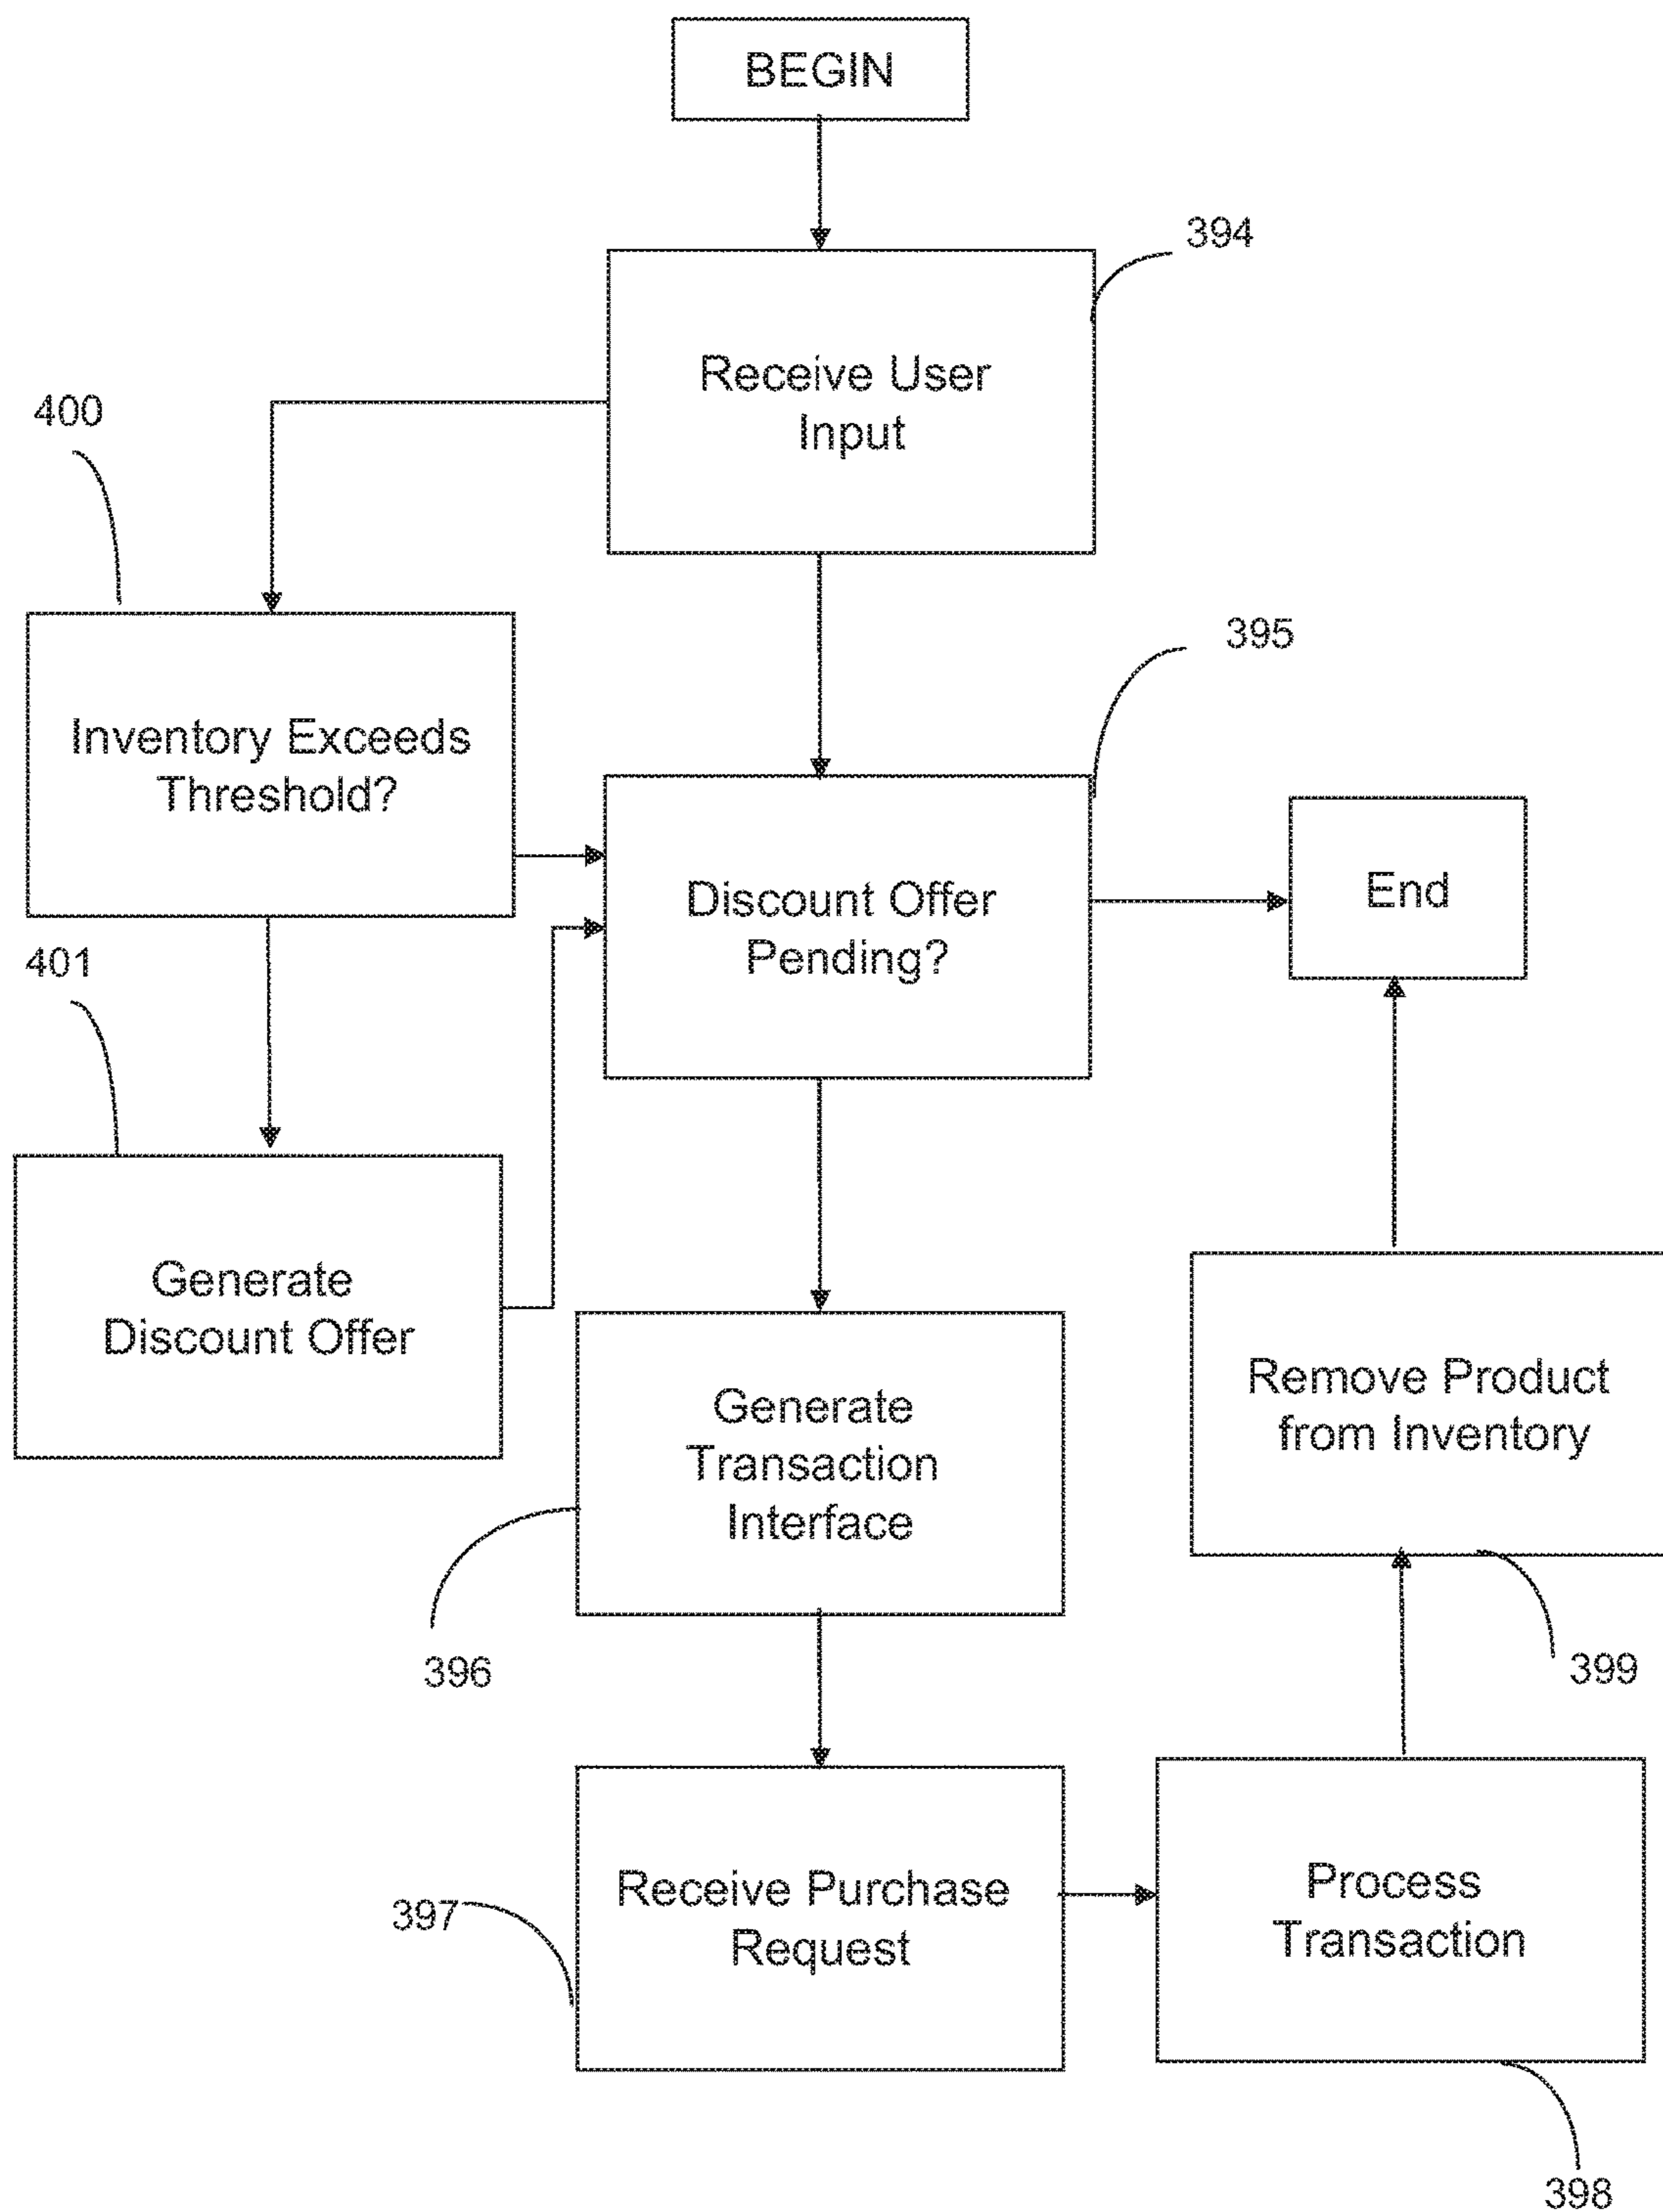 BEGIN
394
Receive User
Input
400
Inventory Exceeds
Threshold?
395
Discount Offer
Pending?
End
401
Generate
Discount Offer
Generate
Transaction
Interface
396
Remove Product
from Inventory
399
Receive Purchase
Request
397
Process
Transaction
398